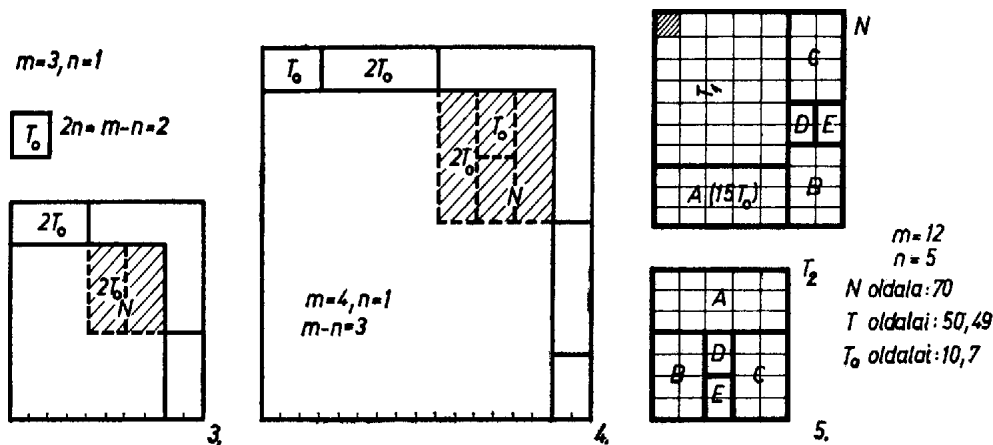 m=3, n=1
T₀
2n = m-n=2
2T₀
2T₀
N
3.
T₀
2T₀
T₀
2T₀
N
m=4, n=1
m-n=3
4.
N
T₁
C
D
E
A (15T₀)
B
T₂
A
B
D
C
E
m=12
n=5
N oldala: 70
T oldalai: 50, 49
T₀ oldalai: 10, 7
5.